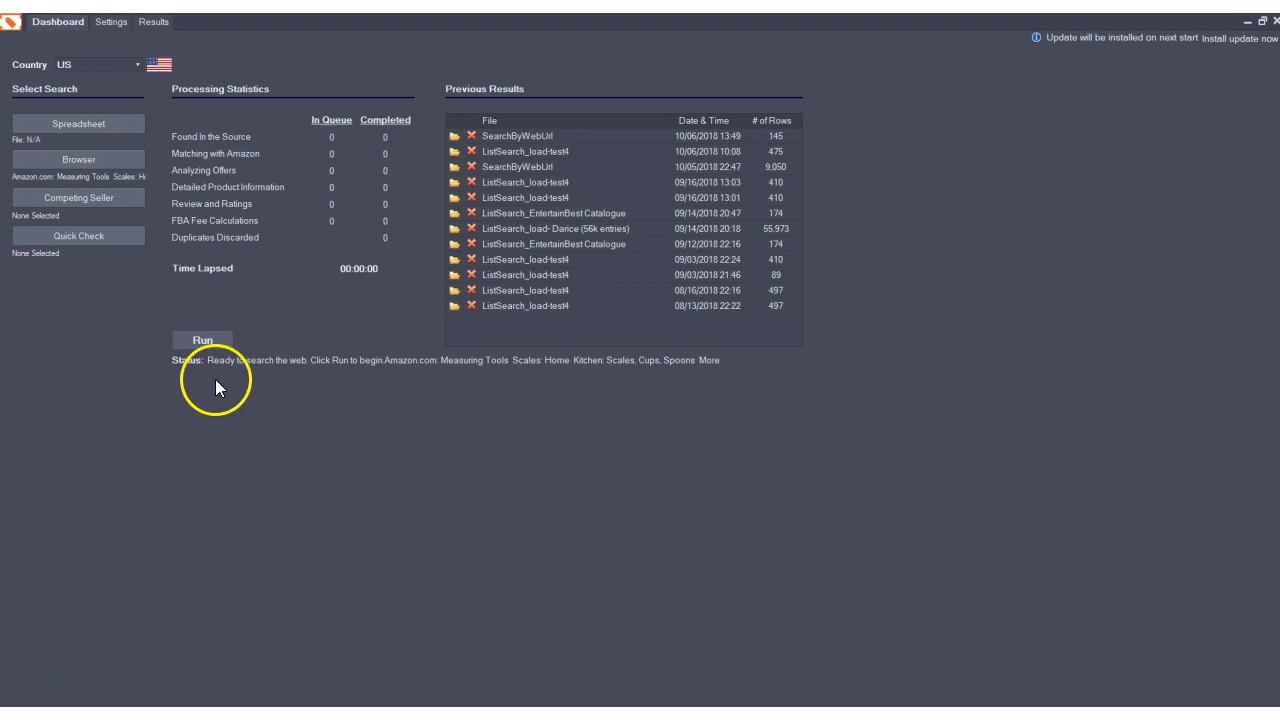 Dashboard Settings Results
Update will be installed on next start Install update now
Country US
Select Search
Spreadsheet
File: N/A
Browser
Amazon.com: Measuring Tools Scales: H
Competing Seller
None Selected
Quick Check
None Selected
Processing Statistics
In Queue Completed
Found In the Source 0 0
Matching with Amazon 0 0
Analyzing Offers 0 0
Detailed Product Information 0 0
Review and Ratings 0 0
FBA Fee Calculations 0 0
Duplicates Discarded 0
Time Lapsed 00:00:00
Previous Results
File Date & Time # of Rows
SearchByWebUrl 10/06/2018 13:49 145
ListSearch_load-test4 10/06/2018 10:08 475
SearchByWebUrl 10/05/2018 22:47 9,050
ListSearch_load-test4 09/16/2018 13:03 410
ListSearch_load-test4 09/16/2018 13:01 410
ListSearch_EntertainBest Catalogue 09/14/2018 20:47 174
ListSearch_load- Darice (56k entries) 09/14/2018 20:18 55,973
ListSearch_EntertainBest Catalogue 09/12/2018 22:16 174
ListSearch_load-test4 09/03/2018 22:24 410
ListSearch_load-test4 09/03/2018 21:46 89
ListSearch_load-test4 08/16/2018 22:16 497
ListSearch_load-test4 08/13/2018 22:22 497
Run
Status: Ready to search the web. Click Run to begin.Amazon.com: Measuring Tools Scales: Home Kitchen: Scales, Cups, Spoons More